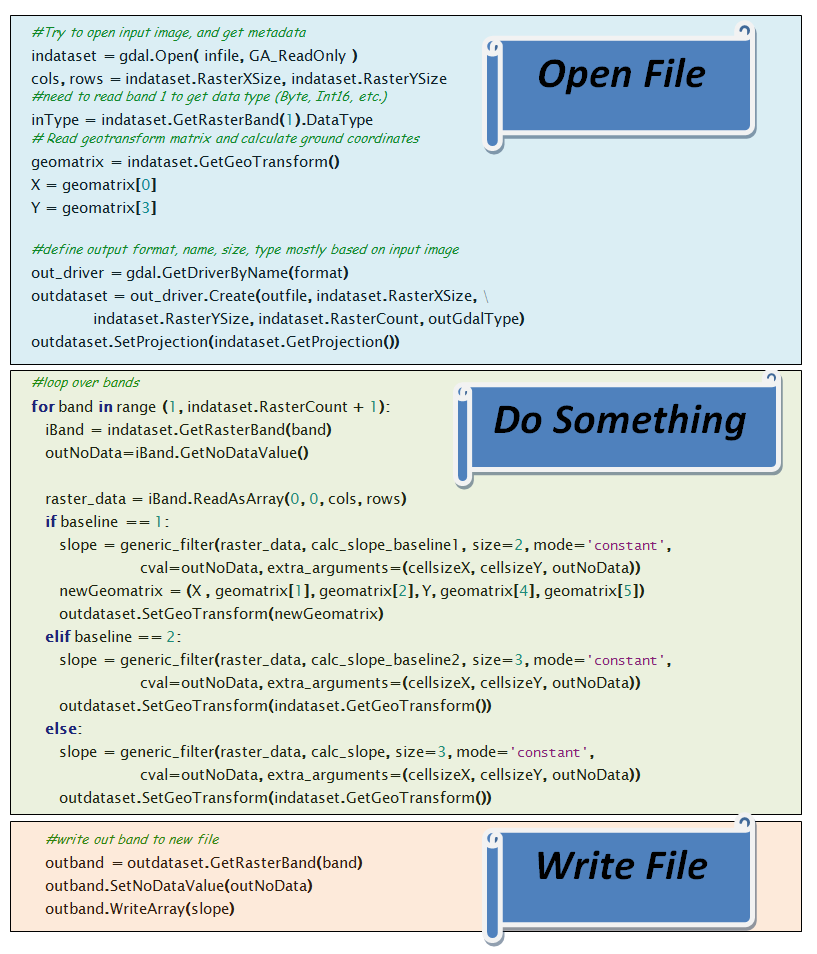 #Try to open input image, and get metadata
indataset = gdal.Open( infile, GA_ReadOnly )
cols, rows = indataset.RasterXSize, indataset.RasterYSize
#need to read band 1 to get data type (Byte, Int16, etc.)
inType = indataset.GetRasterBand(1).DataType
# Read geotransform matrix and calculate ground coordinates
geomatrix = indataset.GetGeoTransform()
X = geomatrix[0]
Y = geomatrix[3]
Open File
#define output format, name, size, type mostly based on input image
out_driver = gdal.GetDriverByName(format)
outdataset = out_driver.Create(outfile, indataset.RasterXSize, \
indataset.RasterYSize, indataset.RasterCount, outGdalType)
outdataset.SetProjection(indataset.GetProjection())
#loop over bands
for band in range (1, indataset.RasterCount + 1):
iBand = indataset.GetRasterBand(band)
outNoData=iBand.GetNoDataValue()
Do Something
raster_data = iBand.ReadAsArray(0, 0, cols, rows)
if baseline == 1:
slope = generic_filter(raster_data, calc_slope_baseline1, size=2, mode='constant',
cval=outNoData, extra_arguments=(cellsizeX, cellsizeY, outNoData))
newGeomatrix = (X , geomatrix[1], geomatrix[2], Y, geomatrix[4], geomatrix[5])
outdataset.SetGeoTransform(newGeomatrix)
elif baseline == 2:
slope = generic_filter(raster_data, calc_slope_baseline2, size=3, mode='constant',
cval=outNoData, extra_arguments=(cellsizeX, cellsizeY, outNoData))
outdataset.SetGeoTransform(indataset.GetGeoTransform())
else:
slope = generic_filter(raster_data, calc_slope, size=3, mode='constant',
cval=outNoData, extra_arguments=(cellsizeX, cellsizeY, outNoData))
outdataset.SetGeoTransform(indataset.GetGeoTransform())
#write out band to new file
outband = outdataset.GetRasterBand(band)
outband.SetNoDataValue(outNoData)
outband.WriteArray(slope)
Write File